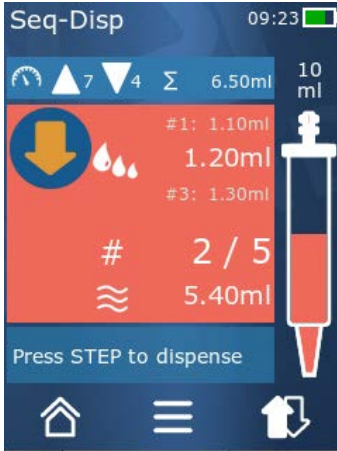 Seq-Disp 09:23
7 4 Σ 6.50ml
10 ml
#1: 1.10ml
1.20ml
#3: 1.30ml
# 2 / 5
5.40ml
Press STEP to dispense